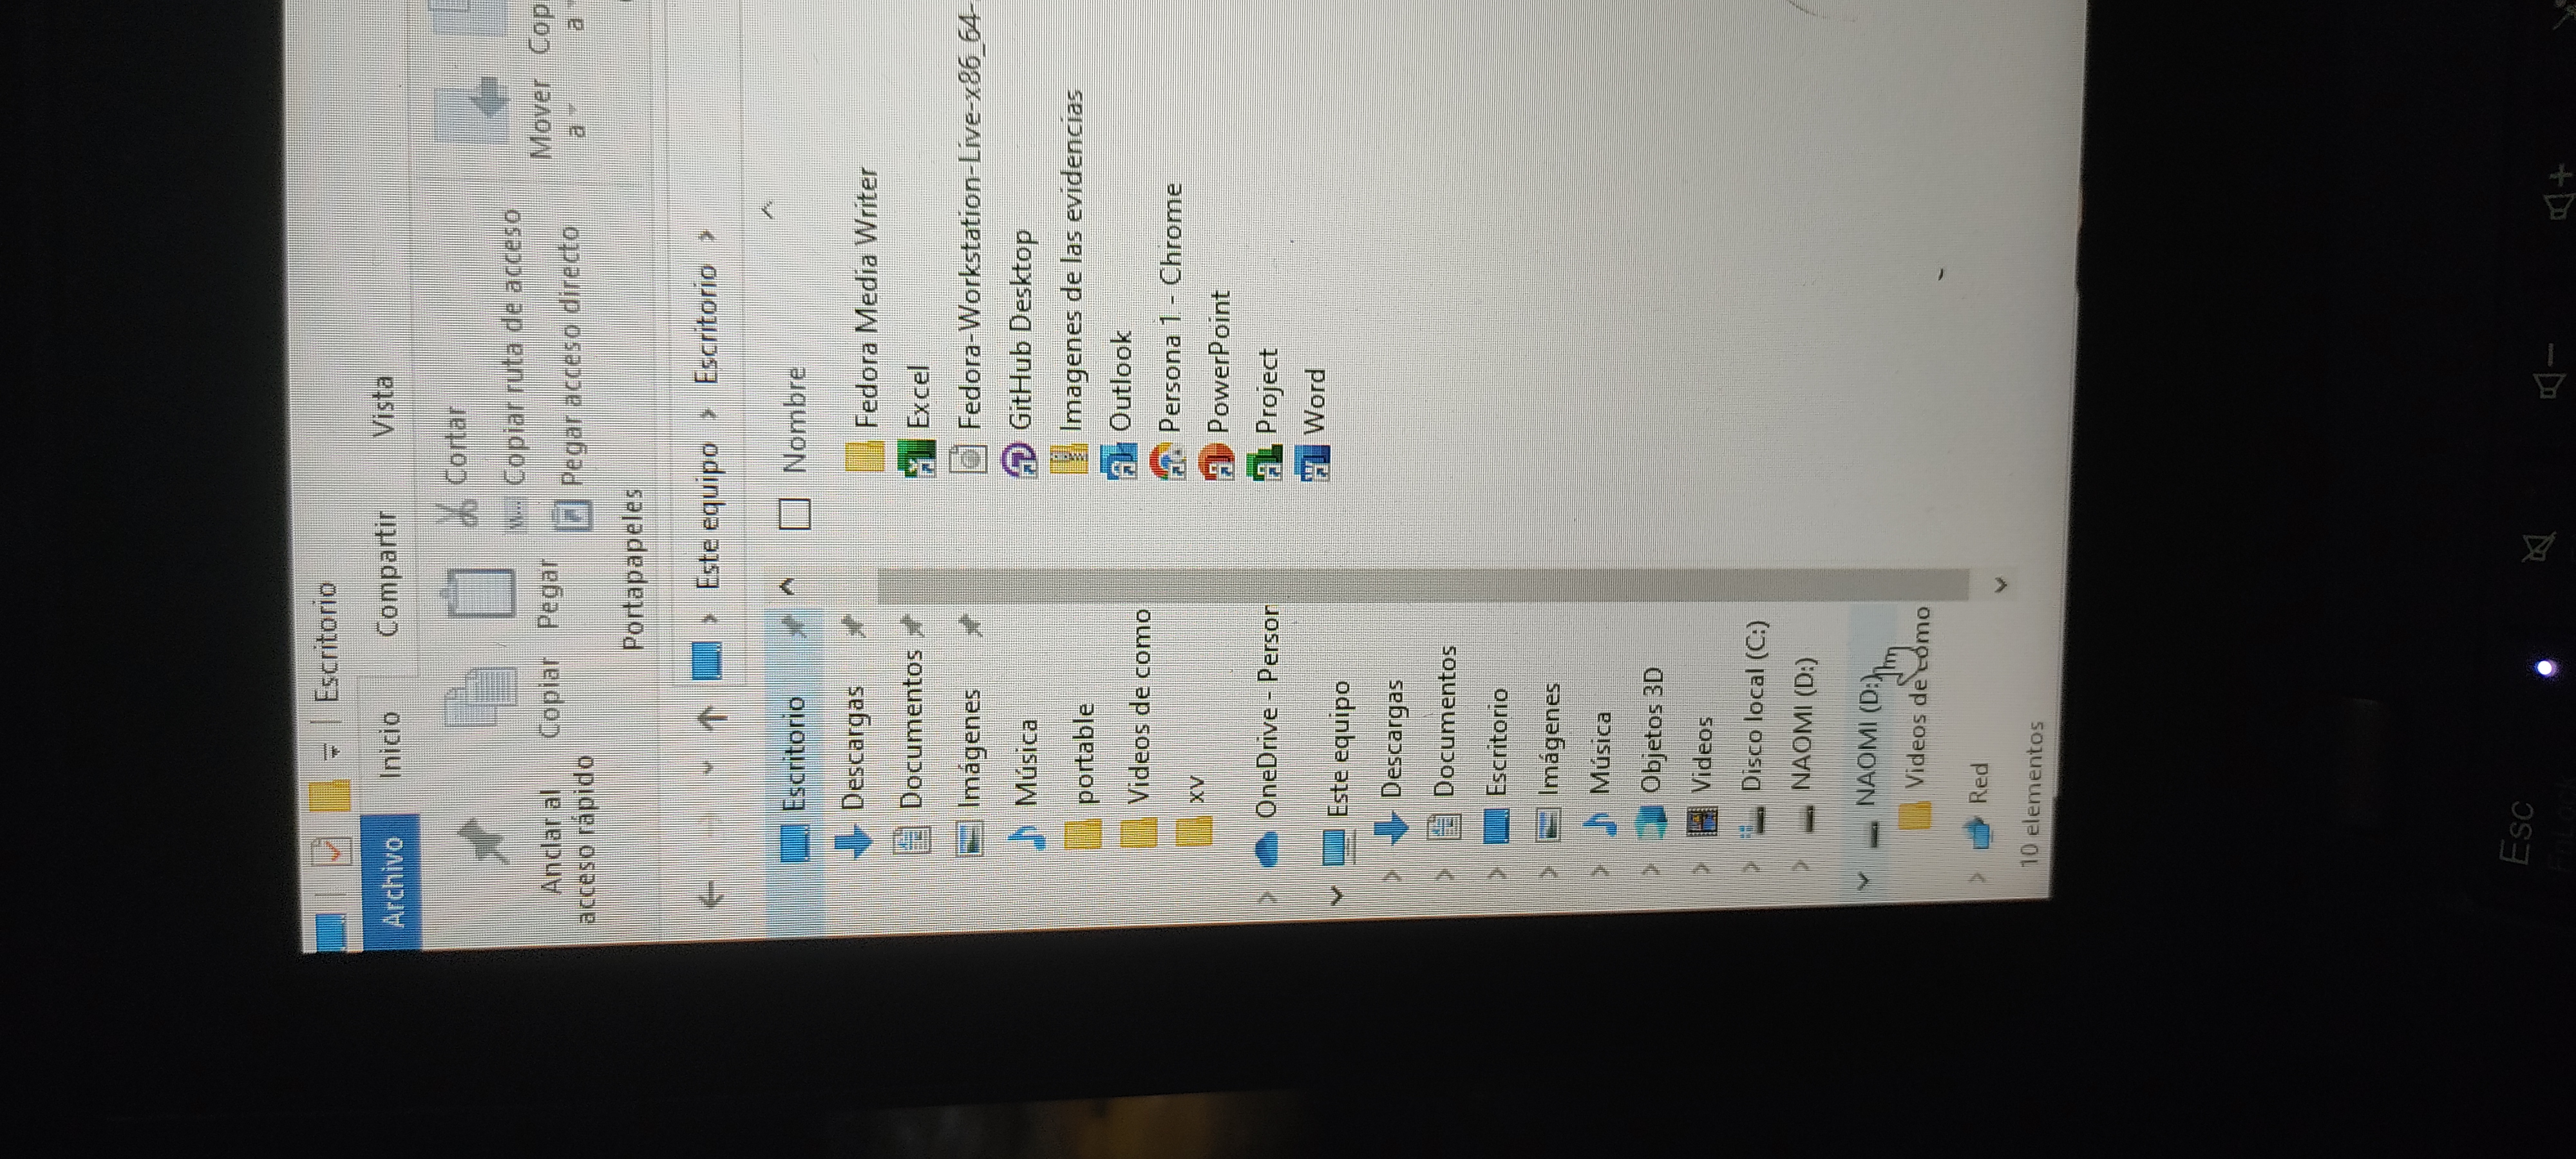 Escritorio
Archivo
Inicio
Compartir
Vista
Anclar al
acceso rápido
Copiar
Pegar
Cortar
Copiar ruta de acceso
Pegar acceso directo
Mover
a
Cop
a
Portapapeles
Este equipo
Escritorio
Escritorio
Descargas
Documentos
Imágenes
Música
portable
Videos de como
xv
OneDrive - Person
Este equipo
Descargas
Documentos
Escritorio
Imágenes
Música
Objetos 3D
Videos
Disco local (C:)
NAOMI (D:)
NAOMI (D:)
Videos de como
Red
10 elementos
Nombre
Fedora Media Writer
Excel
Fedora-Workstation-Live-x86_64-
GitHub Desktop
Imagenes de las evidencias
Outlook
Persona 1 - Chrome
PowerPoint
Project
Word
Esc
FnLock